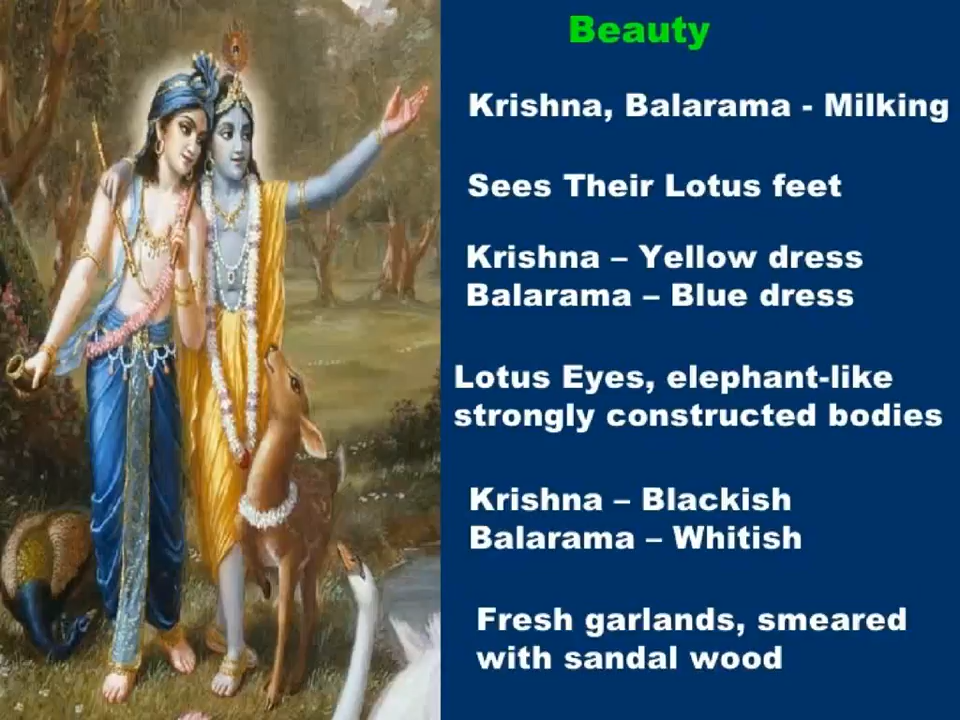 Beauty
Krishna, Balarama - Milking
Sees Their Lotus feet
Krishna – Yellow dress
Balarama – Blue dress
Lotus Eyes, elephant-like
strongly constructed bodies
Krishna – Blackish
Balarama – Whitish
Fresh garlands, smeared
with sandal wood